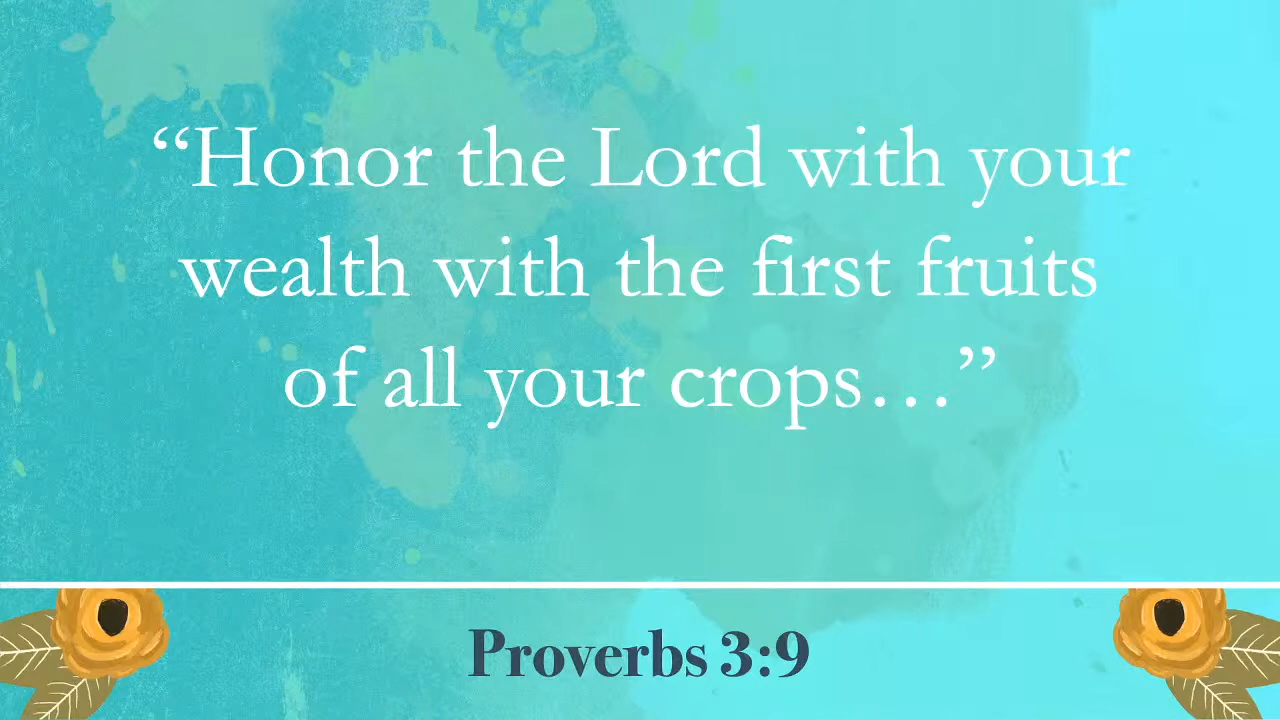 “Honor the Lord with your
wealth with the first fruits
of all your crops…”
Proverbs 3:9